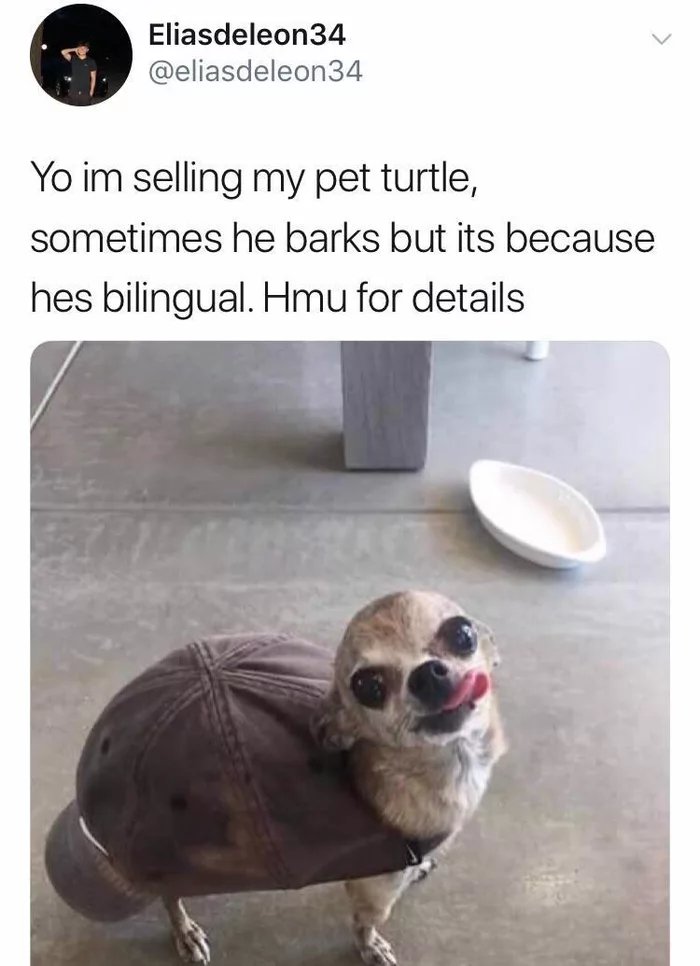 Eliasdeleon34
@eliasdeleon34
Yo im selling my pet turtle,
sometimes he barks but its because
hes bilingual. Hmu for details